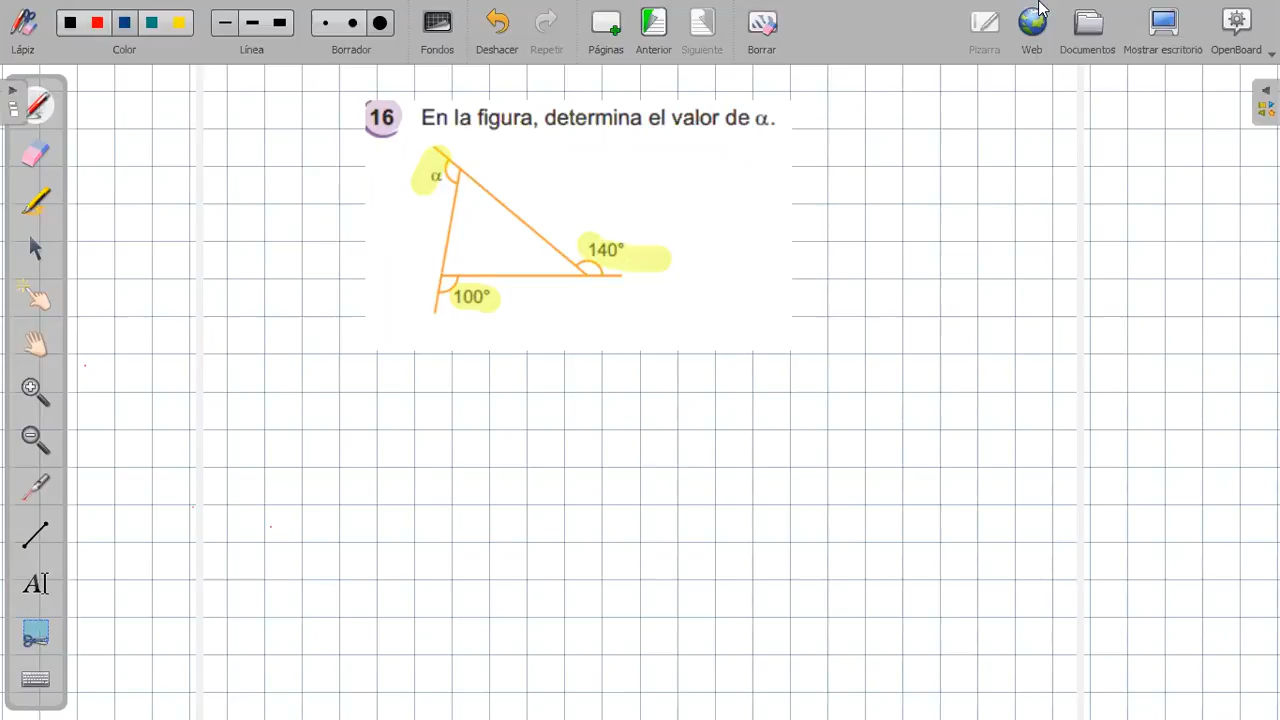 Lápiz Color Línea Borrador Fondos Deshacer Repetir Páginas Anterior Siguiente Borrar Pizarra Web Documentos Mostrar escritorio OpenBoard
16 En la figura, determina el valor de α.
α
140°
100°
A